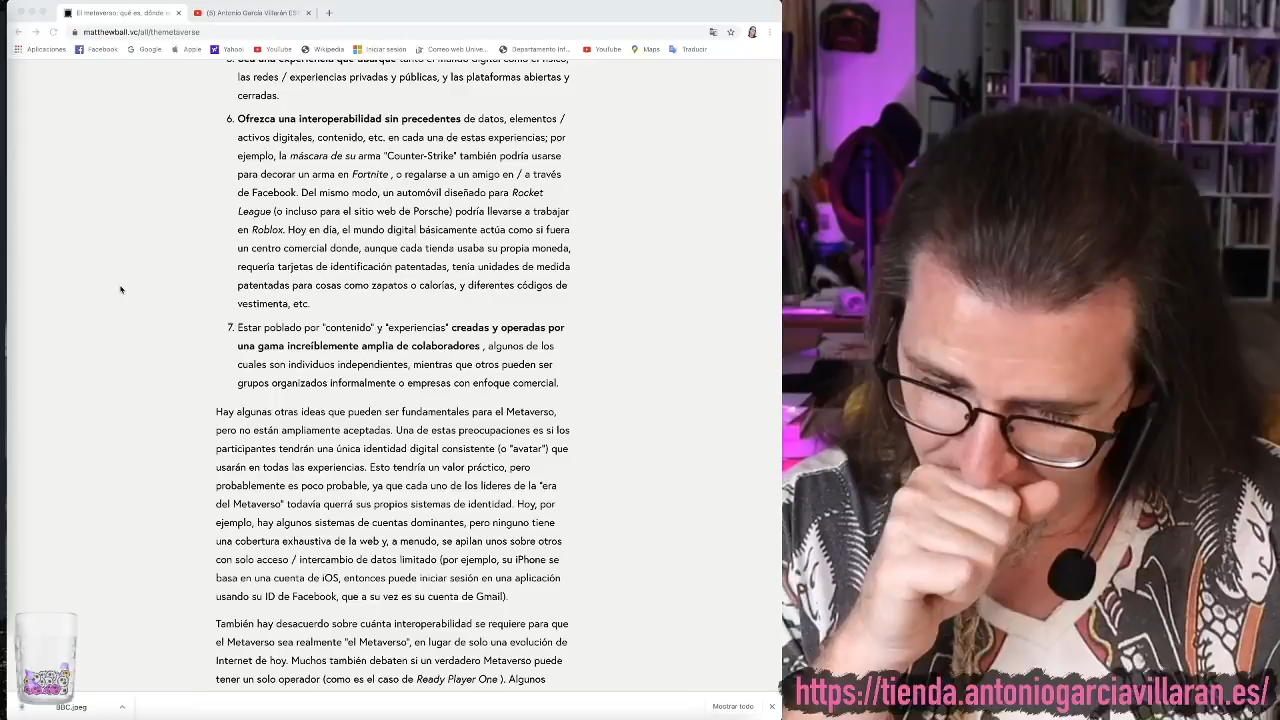 El metaverso: qué es, dónde e
(5) Antonio García Villarán ES
matthewball.vc/all/themetaverse
Aplicaciones
Facebook
Google
Apple
Yahoo!
YouTube
Wikipedia
Iniciar sesión
Correo web Unive...
Departamento inf...
YouTube
Maps
Traducir
las redes / experiencias privadas y públicas, y las plataformas abiertas y
cerradas.
6. Ofrezca una interoperabilidad sin precedentes de datos, elementos /
activos digitales, contenido, etc. en cada una de estas experiencias; por
ejemplo, la máscara de su arma "Counter-Strike" también podría usarse
para decorar un arma en Fortnite , o regalarse a un amigo en / a través
de Facebook. Del mismo modo, un automóvil diseñado para Rocket
League (o incluso para el sitio web de Porsche) podría llevarse a trabajar
en Roblox. Hoy en día, el mundo digital básicamente actúa como si fuera
un centro comercial donde, aunque cada tienda usaba su propia moneda,
requería tarjetas de identificación patentadas, tenía unidades de medida
patentadas para cosas como zapatos o calorías, y diferentes códigos de
vestimenta, etc.
7. Estar poblado por "contenido" y "experiencias" creadas y operadas por
una gama increíblemente amplia de colaboradores , algunos de los
cuales son individuos independientes, mientras que otros pueden ser
grupos organizados informalmente o empresas con enfoque comercial.
Hay algunas otras ideas que pueden ser fundamentales para el Metaverso,
pero no están ampliamente aceptadas. Una de estas preocupaciones es si los
participantes tendrán una única identidad digital consistente (o "avatar") que
usarán en todas las experiencias. Esto tendría un valor práctico, pero
probablemente es poco probable, ya que cada uno de los líderes de la "era
del Metaverso" todavía querrá sus propios sistemas de identidad. Hoy, por
ejemplo, hay algunos sistemas de cuentas dominantes, pero ninguno tiene
una cobertura exhaustiva de la web y, a menudo, se apilan unos sobre otros
con solo acceso / intercambio de datos limitado (por ejemplo, su iPhone se
basa en una cuenta de iOS, entonces puede iniciar sesión en una aplicación
usando su ID de Facebook, que a su vez es su cuenta de Gmail).
También hay desacuerdo sobre cuánta interoperabilidad se requiere para que
el Metaverso sea realmente "el Metaverso", en lugar de solo una evolución de
Internet de hoy. Muchos también debaten si un verdadero Metaverso puede
tener un solo operador (como es el caso de Ready Player One ). Algunos
BBC.jpeg
Mostrar todo
https://tienda.antoniogarciavillaran.es/